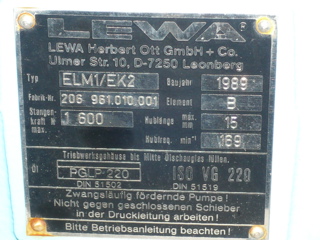 LEWA
LEWA Herbert Ott GmbH + Co.
Ulmer Str. 10, D-7250 Leonberg
Typ ELM1/EK2 Baujahr 1989
Fabrik-Nr. 206 961.010.001 Element B
Stangenkraft N 1 600 Hublänge max. mm 15
Hubfreq. min⁻¹ 169
Triebwerksgehäuse bis Mitte Ölschauglas füllen.
Öl PGLP-220 ISO VG 220
DIN 51502 DIN 51519
Zwangsläufig fördernde Pumpe!
Nicht gegen geschlossenen Schieber
in der Druckleitung arbeiten!
Bitte Betriebsanleitung beachten!